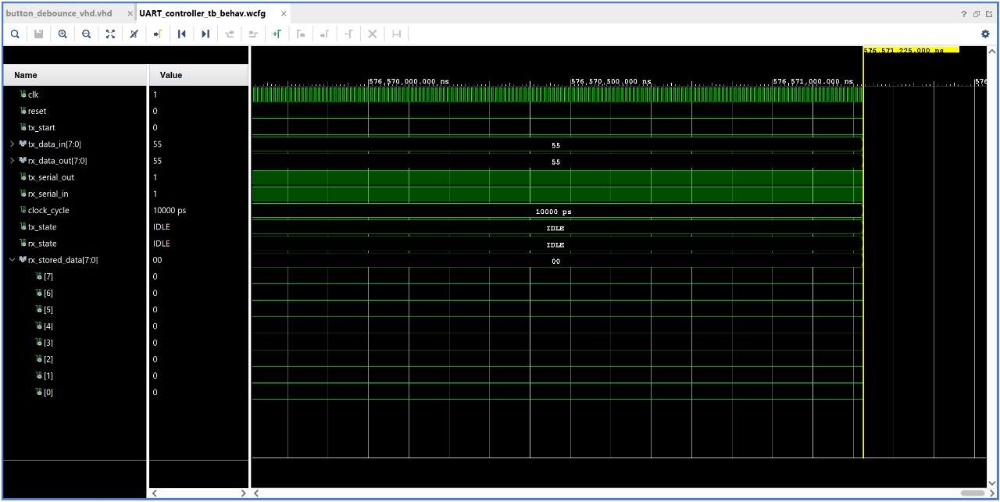 button_debounce_vhd.vhd × UART_controller_tb_behav.wcfg ×
?
576,571,225.000 ns
Name Value
576,570,000.000 ns 576,570,500.000 ns 576,571,000.000 ns 576
clk 1
reset 0
tx_start 0
tx_data_in[7:0] 55 55
rx_data_out[7:0] 55 55
tx_serial_out 1
rx_serial_in 1
clock_cycle 10000 ps 10000 ps
tx_state IDLE IDLE
rx_state IDLE IDLE
rx_stored_data[7:0] 00 00
[7] 0
[6] 0
[5] 0
[4] 0
[3] 0
[2] 0
[1] 0
[0] 0